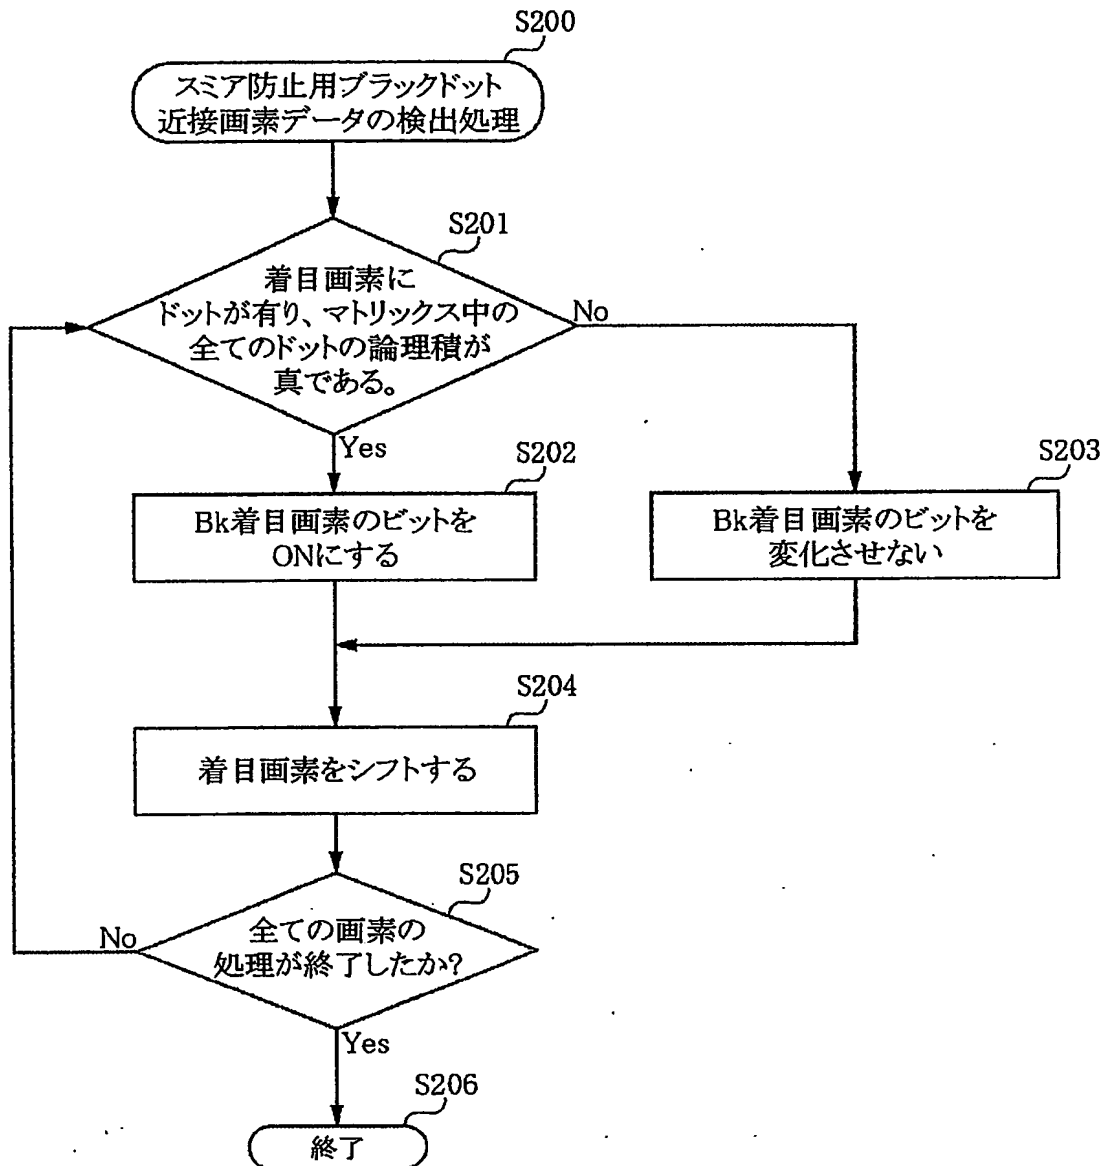 S200
スミア防止用ブラックドット
近接画素データの検出処理
S201
着目画素に
ドットが有り、マトリックス中の
全てのドットの論理積が
真である。
No
Yes
S202
Bk着目画素のビットを
ONにする
S203
Bk着目画素のビットを
変化させない
S204
着目画素をシフトする
S205
全ての画素の
処理が終了したか?
No
Yes
S206
終了